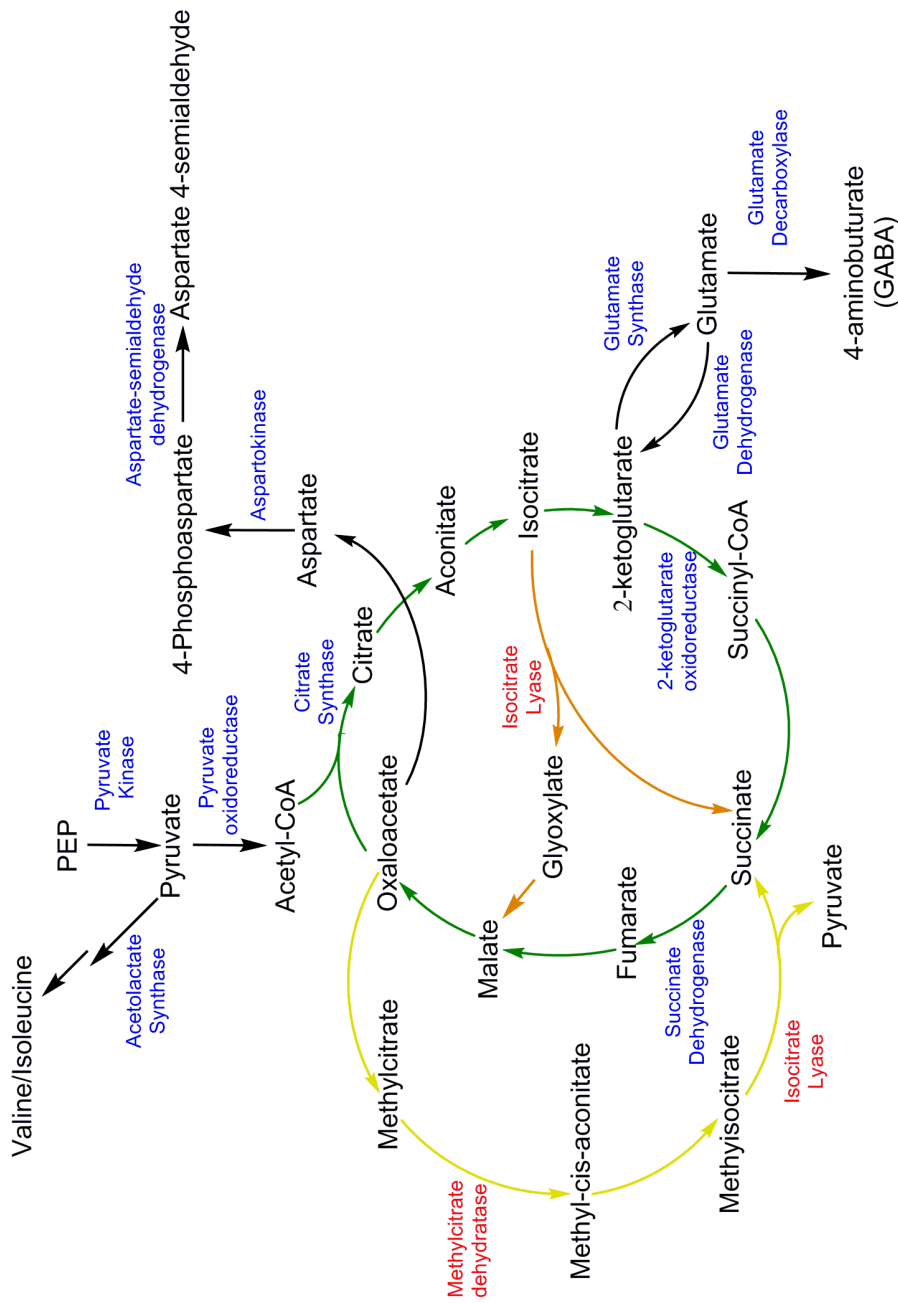 Valine/Isoleucine
Acetolactate
Synthase
PEP
Pyruvate
Kinase
Pyruvate
Pyruvate
oxidoreductase
Acetyl-CoA
Citrate
Synthase
4-Phosphoaspartate
Aspartate-semialdehyde
dehydrogenase
Aspartate 4-semialdehyde
Aspartokinase
Aspartate
Citrate
Aconitate
Oxaloacetate
Methylcitrate
Methylcitrate
dehydratase
Malate
Glyoxylate
Isocitrate
Lyase
Isocitrate
Methyl-cis-aconitate
Fumarate
2-ketoglutarate
Glutamate
Synthase
Glutamate
Glutamate
Dehydrogenase
Glutamate
Decarboxylase
4-aminobuturate
(GABA)
2-ketoglutarate
oxidoreductase
Succinyl-CoA
Succinate
Succinate
Dehydrogenase
Methyisocitrate
Isocitrate
Lyase
Pyruvate